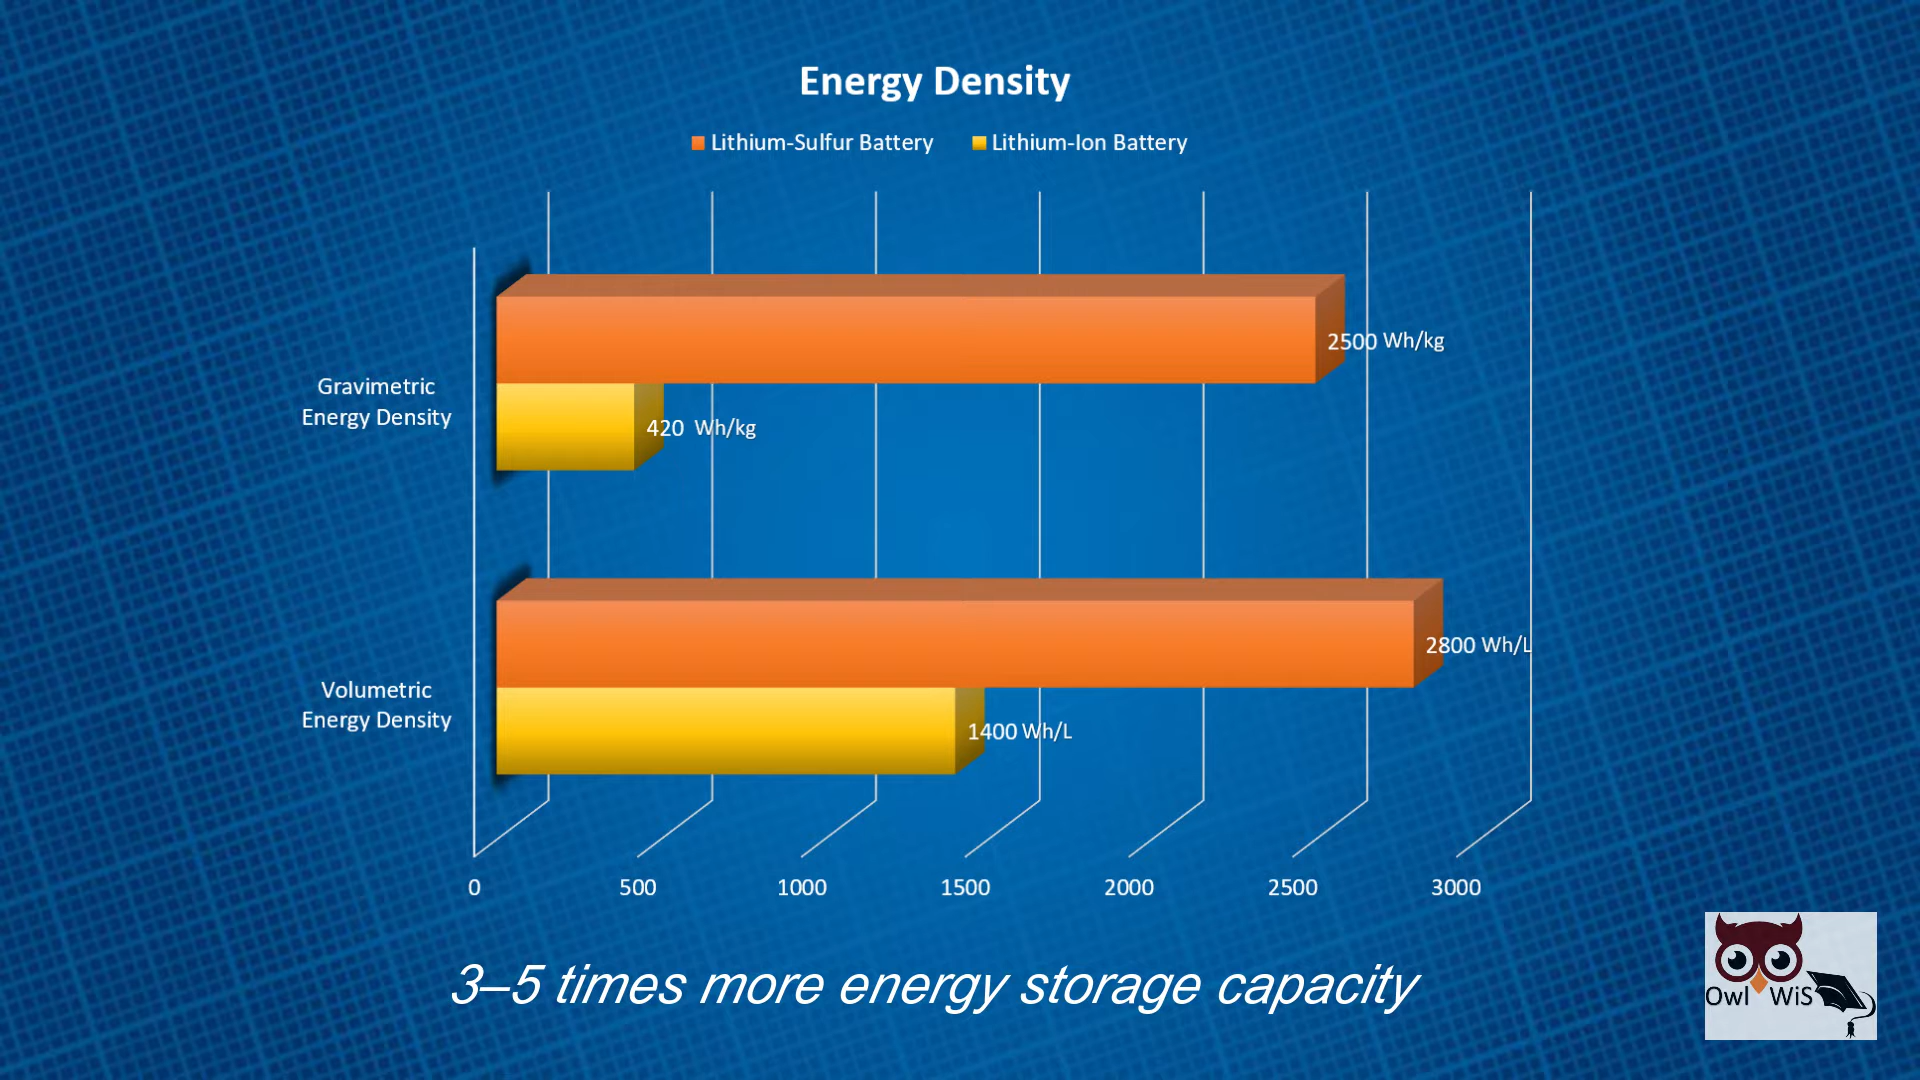 Energy Density
Lithium-Sulfur Battery
Lithium-Ion Battery
2500 Wh/kg
Gravimetric
Energy Density
420 Wh/kg
2800 Wh/L
Volumetric
Energy Density
1400 Wh/L
0 500 1000 1500 2000 2500 3000
3–5 times more energy storage capacity
Owl WiS